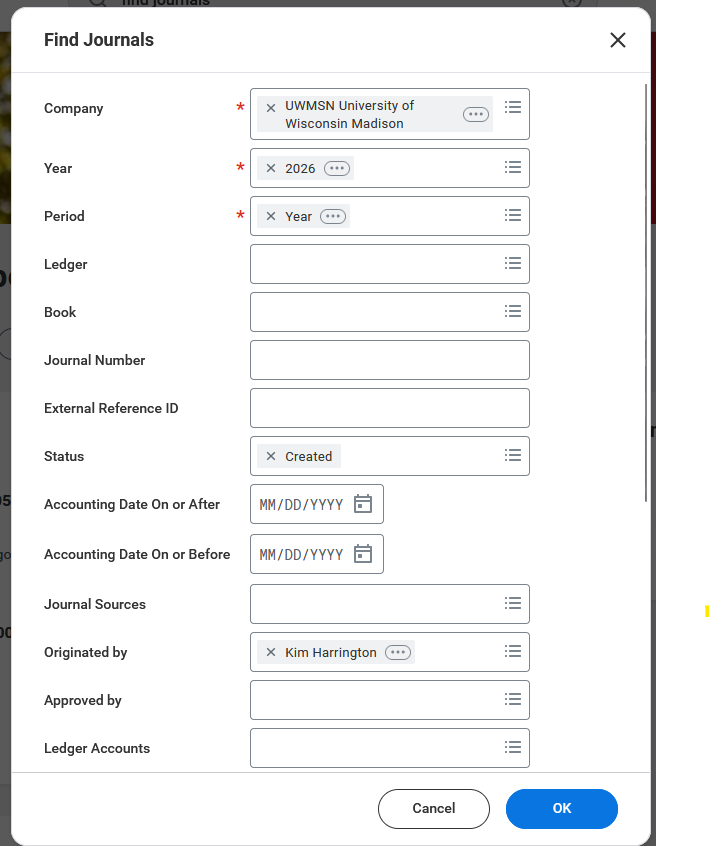 find journals
Find Journals
Company
*
UWMSN University of
Wisconsin Madison
Year
*
2026
Period
*
Year
Ledger
Book
Journal Number
External Reference ID
Status
Created
Accounting Date On or After
MM/DD/YYYY
Accounting Date On or Before
MM/DD/YYYY
Journal Sources
Originated by
Kim Harrington
Approved by
Ledger Accounts
Cancel
OK